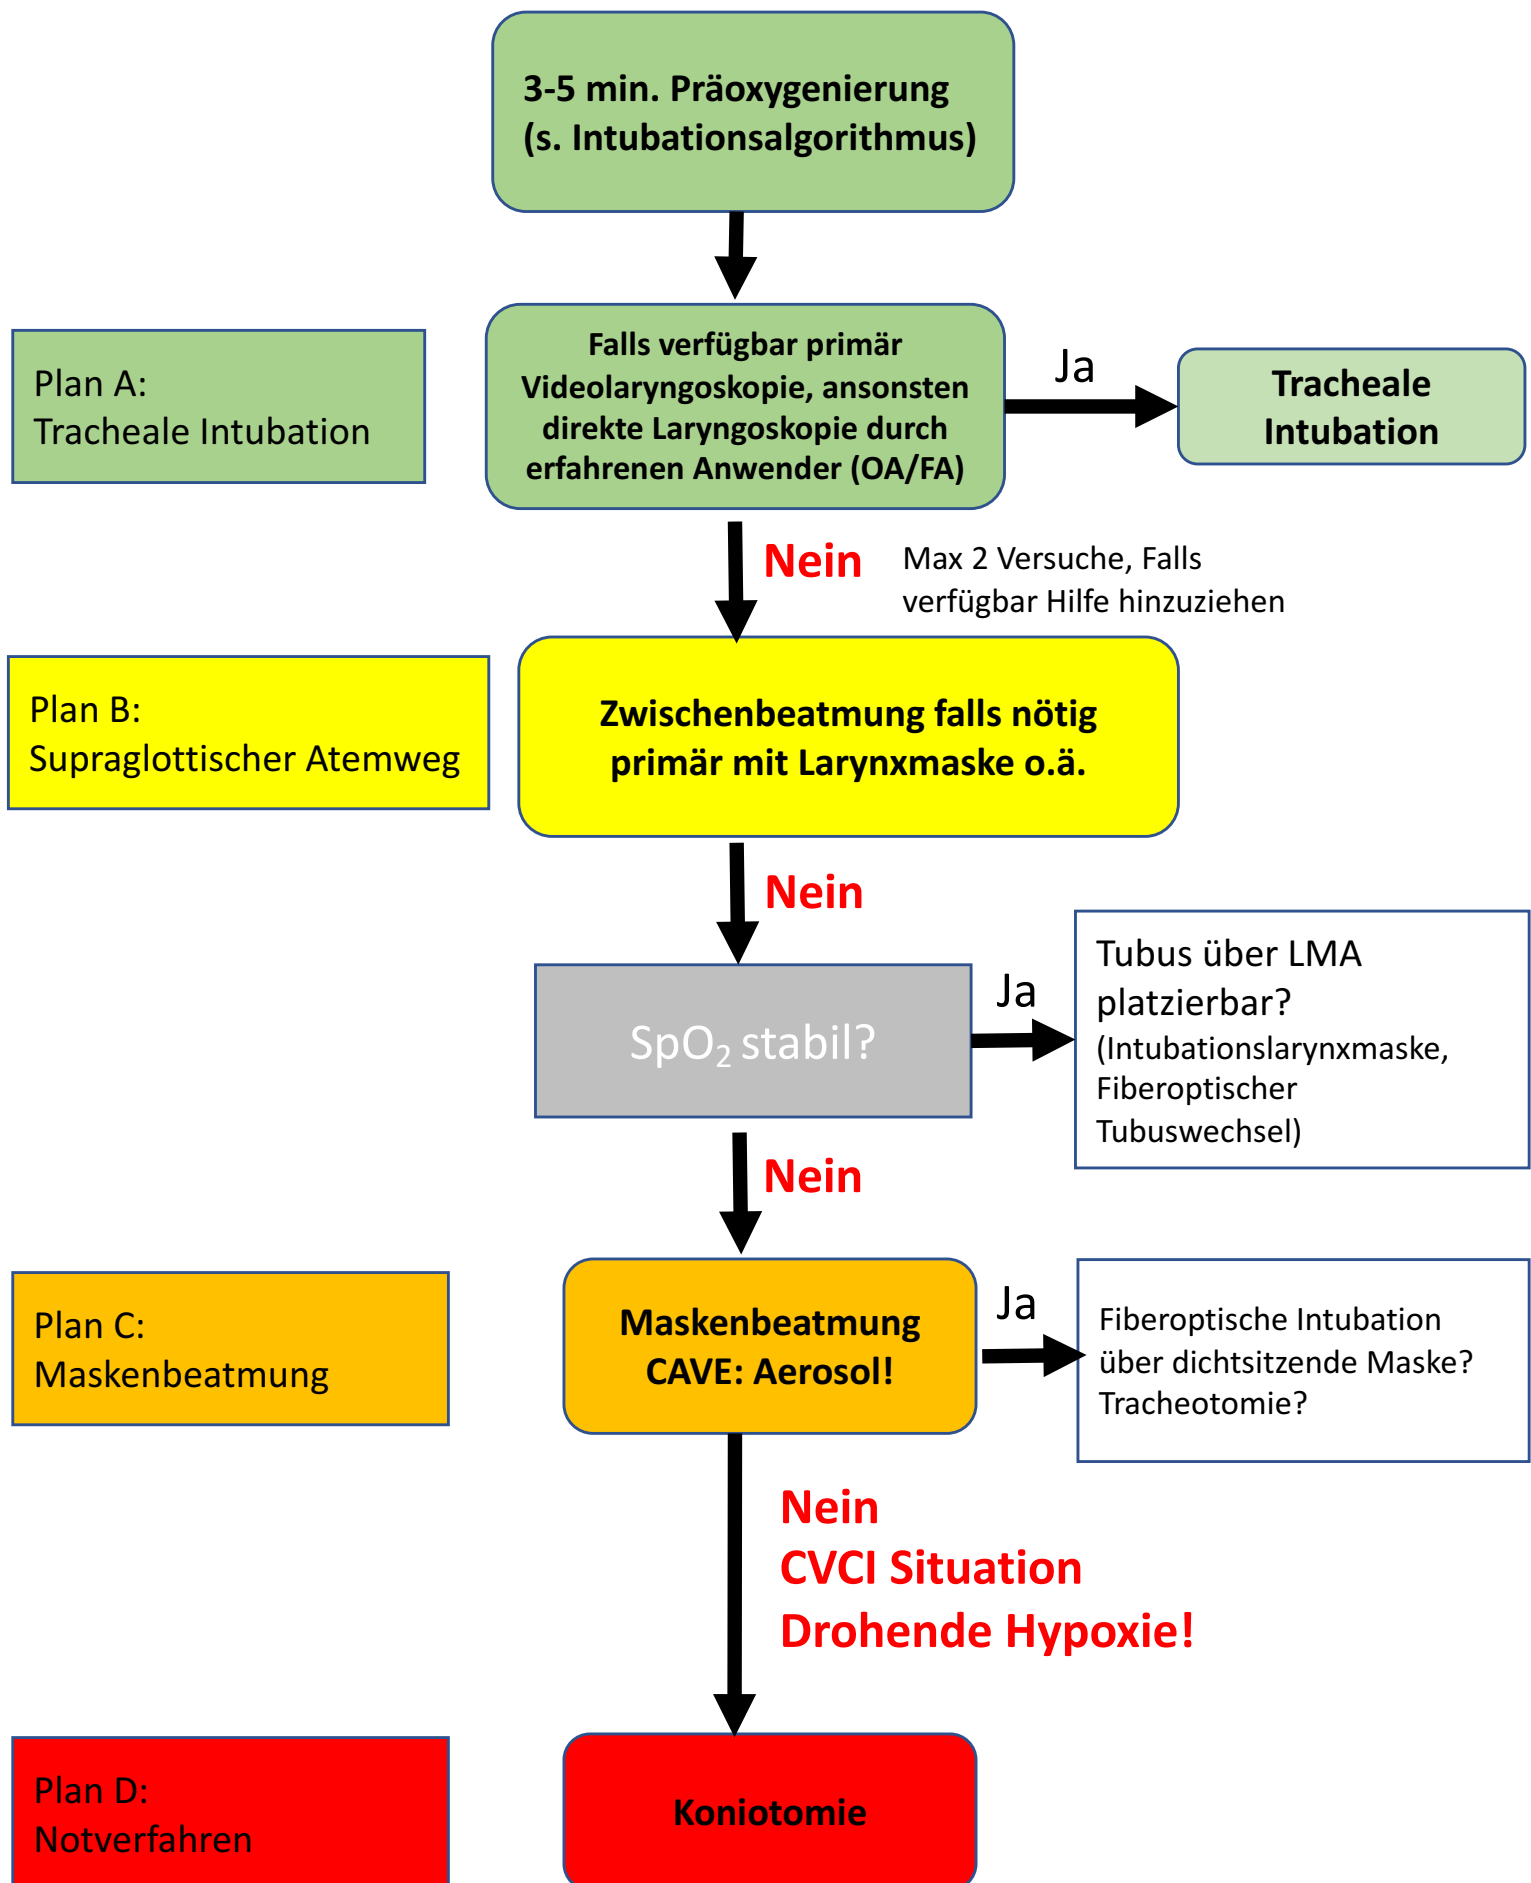 3-5 min. Präoxygenierung
(s. Intubationsalgorithmus)
Plan A:
Tracheale Intubation
Falls verfügbar primär
Videolaryngoskopie, ansonsten
direkte Laryngoskopie durch
erfahrenen Anwender (OA/FA)
Ja
Tracheale
Intubation
Nein
Max 2 Versuche, Falls
verfügbar Hilfe hinzuziehen
Plan B:
Supraglottischer Atemweg
Zwischenbeatmung falls nötig
primär mit Larynxmaske o.ä.
Nein
SpO₂ stabil?
Ja
Tubus über LMA
platzierbar?
(Intubationslarynxmaske,
Fiberoptischer
Tubuswechsel)
Nein
Plan C:
Maskenbeatmung
Maskenbeatmung
CAVE: Aerosol!
Ja
Fiberoptische Intubation
über dichtsitzende Maske?
Tracheotomie?
Nein
CVCI Situation
Drohende Hypoxie!
Plan D:
Notverfahren
Koniotomie